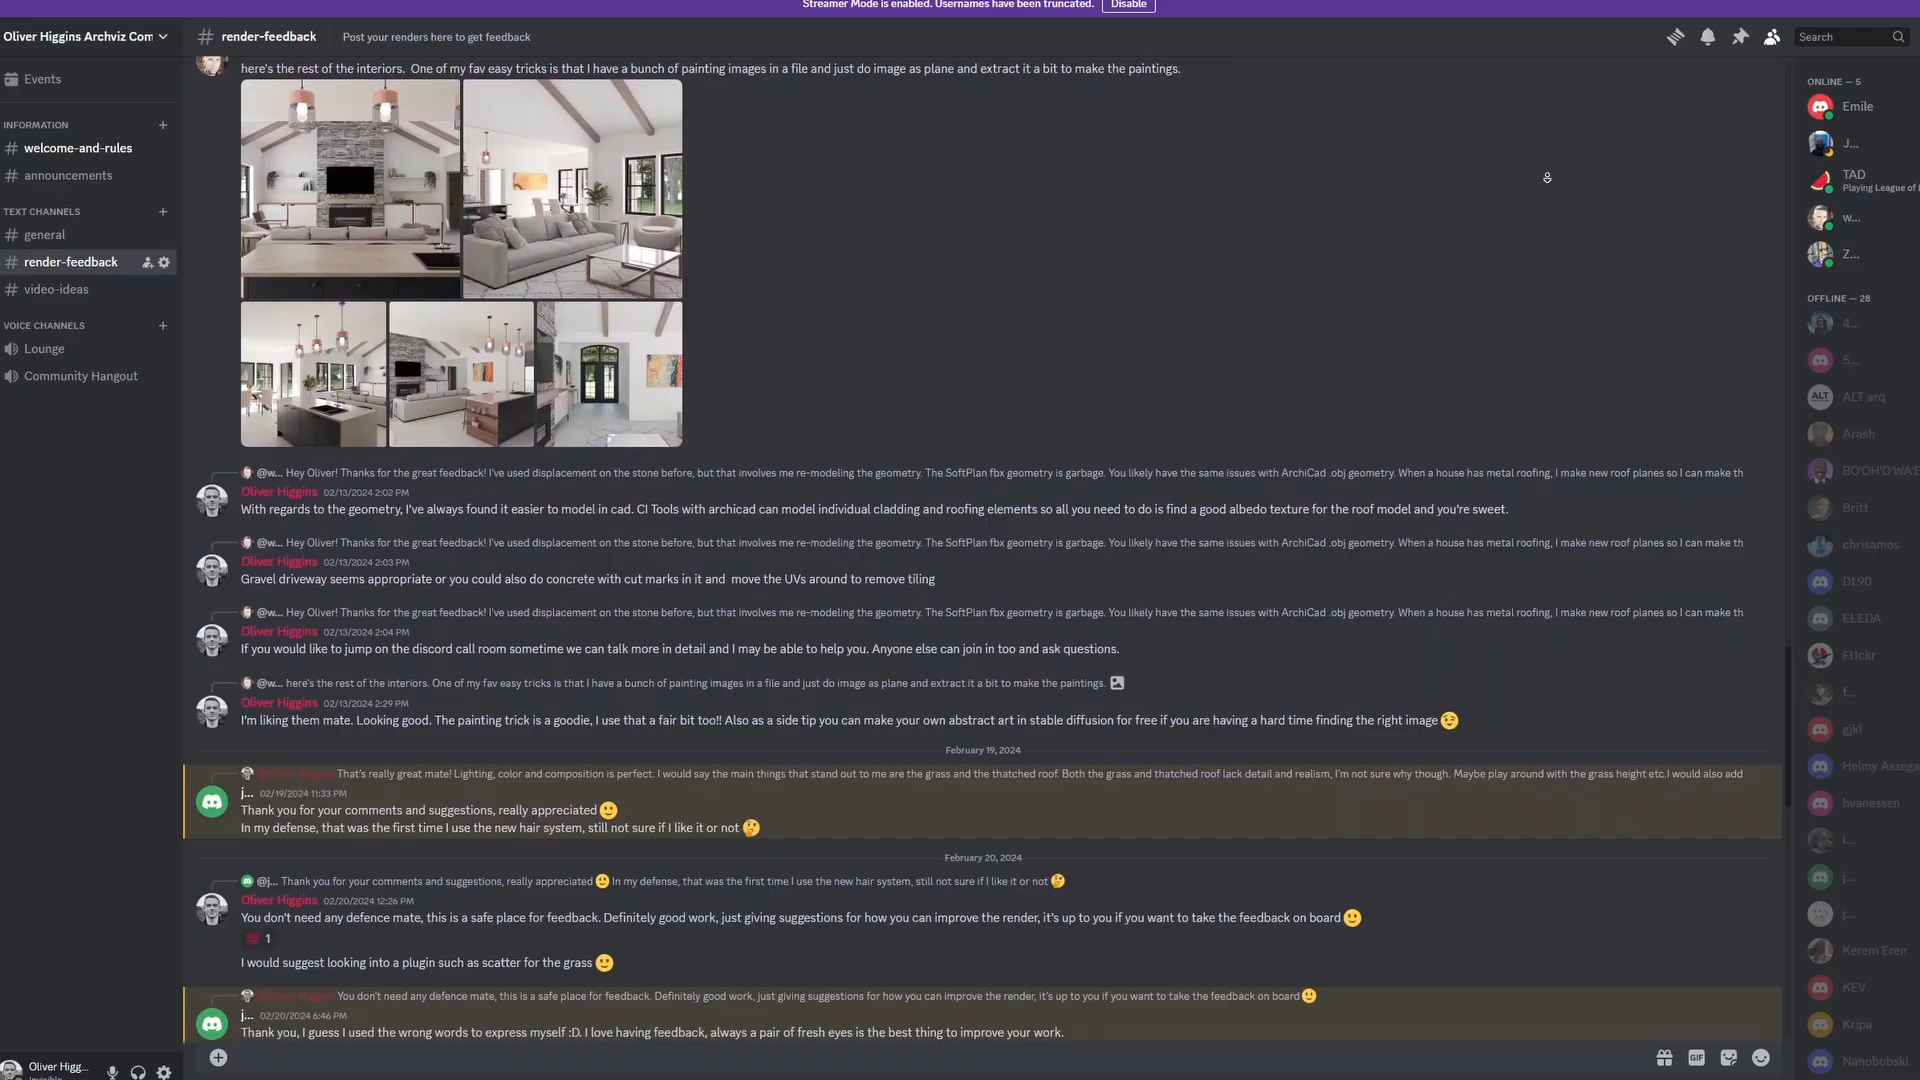 Streamer Mode is enabled. Usernames have been truncated. Disable
Oliver Higgins Archviz Com
# render-feedback Post your renders here to get feedback
Search
Events
INFORMATION +
# welcome-and-rules
# announcements
TEXT CHANNELS +
# general
# render-feedback
# video-ideas
VOICE CHANNELS +
Lounge
Community Hangout
here's the rest of the interiors. One of my fav easy tricks is that I have a bunch of painting images in a file and just do image as plane and extract it a bit to make the paintings.
@w... Hey Oliver! Thanks for the great feedback! I've used displacement on the stone before, but that involves me re-modeling the geometry. The SoftPlan fbx geometry is garbage. You likely have the same issues with ArchiCad .obj geometry. When a house has metal roofing, I make new roof planes so I can make th
Oliver Higgins 02/13/2024 2:02 PM
With regards to the geometry, I've always found it easier to model in cad. CI Tools with archicad can model individual cladding and roofing elements so all you need to do is find a good albedo texture for the roof model and you're sweet.
@w... Hey Oliver! Thanks for the great feedback! I've used displacement on the stone before, but that involves me re-modeling the geometry. The SoftPlan fbx geometry is garbage. You likely have the same issues with ArchiCad .obj geometry. When a house has metal roofing, I make new roof planes so I can make th
Oliver Higgins 02/13/2024 2:03 PM
Gravel driveway seems appropriate or you could also do concrete with cut marks in it and move the UVs around to remove tiling
@w... Hey Oliver! Thanks for the great feedback! I've used displacement on the stone before, but that involves me re-modeling the geometry. The SoftPlan fbx geometry is garbage. You likely have the same issues with ArchiCad .obj geometry. When a house has metal roofing, I make new roof planes so I can make th
Oliver Higgins 02/13/2024 2:04 PM
If you would like to jump on the discord call room sometime we can talk more in detail and I may be able to help you. Anyone else can join in too and ask questions.
@w... here's the rest of the interiors. One of my fav easy tricks is that I have a bunch of painting images in a file and just do image as plane and extract it a bit to make the paintings.
Oliver Higgins 02/13/2024 2:29 PM
I'm liking them mate. Looking good. The painting trick is a goodie, I use that a fair bit too!! Also as a side tip you can make your own abstract art in stable diffusion for free if you are having a hard time finding the right image 😉
February 19, 2024
@Oliver Higgins That's really great mate! Lighting, color and composition is perfect. I would say the main things that stand out to me are the grass and the thatched roof. Both the grass and thatched roof lack detail and realism, I'm not sure why though. Maybe play around with the grass height etc.I would also add
j... 02/19/2024 11:33 PM
Thank you for your comments and suggestions, really appreciated 🙂
In my defense, that was the first time I use the new hair system, still not sure if I like it or not 🤔
February 20, 2024
@j... Thank you for your comments and suggestions, really appreciated 🙂 In my defense, that was the first time I use the new hair system, still not sure if I like it or not 🤔
Oliver Higgins 02/20/2024 12:26 PM
You don't need any defence mate, this is a safe place for feedback. Definitely good work, just giving suggestions for how you can improve the render, it's up to you if you want to take the feedback on board 🙂
💯 1
I would suggest looking into a plugin such as scatter for the grass 🙂
@Oliver Higgins You don't need any defence mate, this is a safe place for feedback. Definitely good work, just giving suggestions for how you can improve the render, it's up to you if you want to take the feedback on board 🙂
j... 02/20/2024 6:46 PM
Thank you, I guess I used the wrong words to express myself :D. I love having feedback, always a pair of fresh eyes is the best thing to improve your work.
GIF
Oliver Higg...
Invisible
ONLINE — 5
Emile
J...
TAD
Playing League of
w...
Z...
OFFLINE — 28
4...
5...
ALT ALT arq
Arash
BO'OH'O'WA'E
Britt
chrisamos
DL90
ELEDA
Fl1ckr
f...
gjkl
Helmy Assega
hvanessen
i...
j...
j...
Kerem Eren
KEV
Kripa
Nanobobski